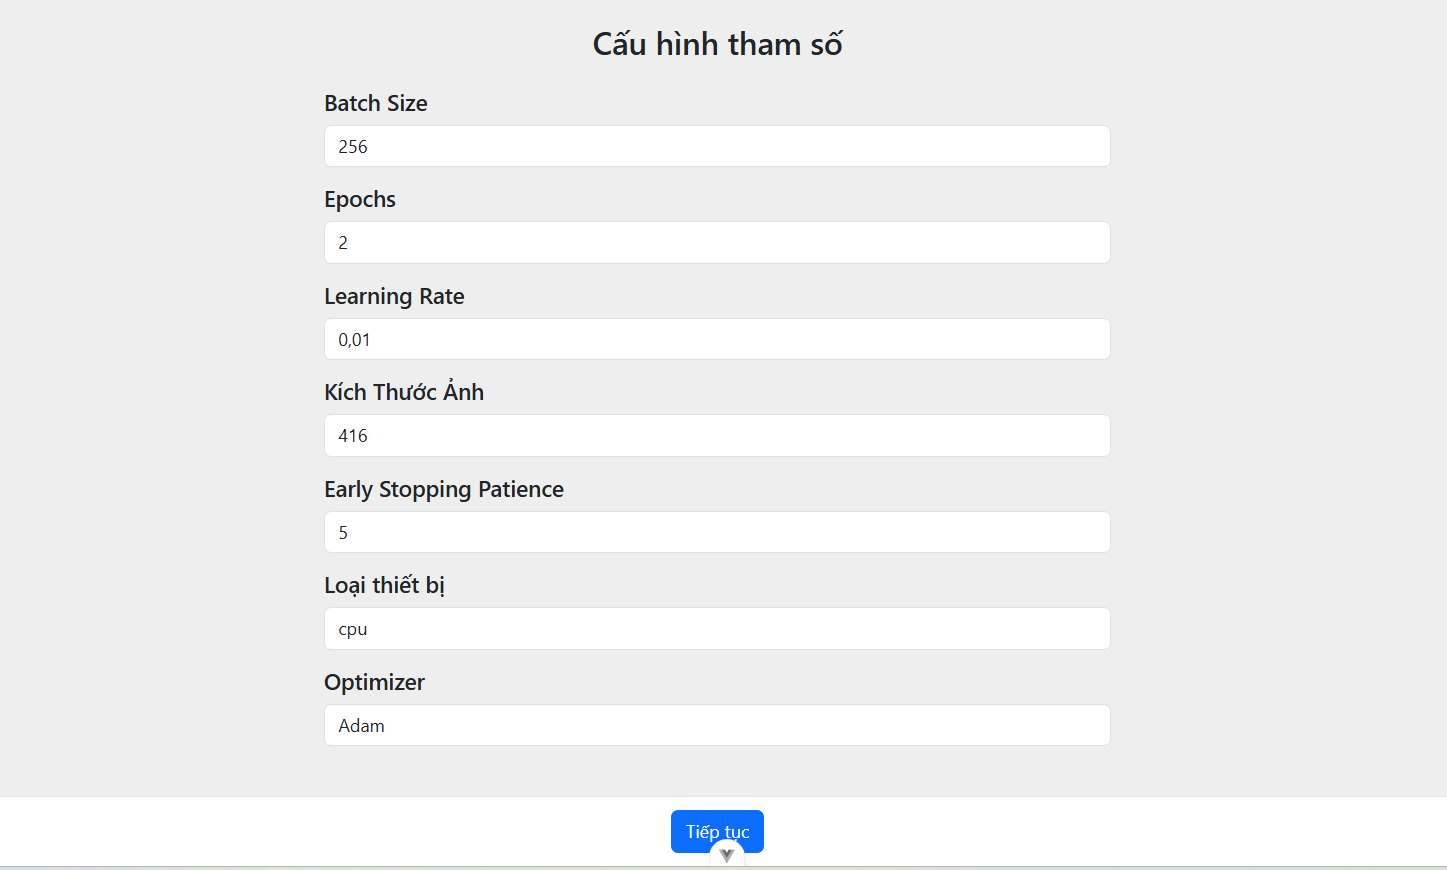 Cấu hình tham số
Batch Size
256
Epochs
2
Learning Rate
0,01
Kích Thước Ảnh
416
Early Stopping Patience
5
Loại thiết bị
cpu
Optimizer
Adam
Tiếp tục